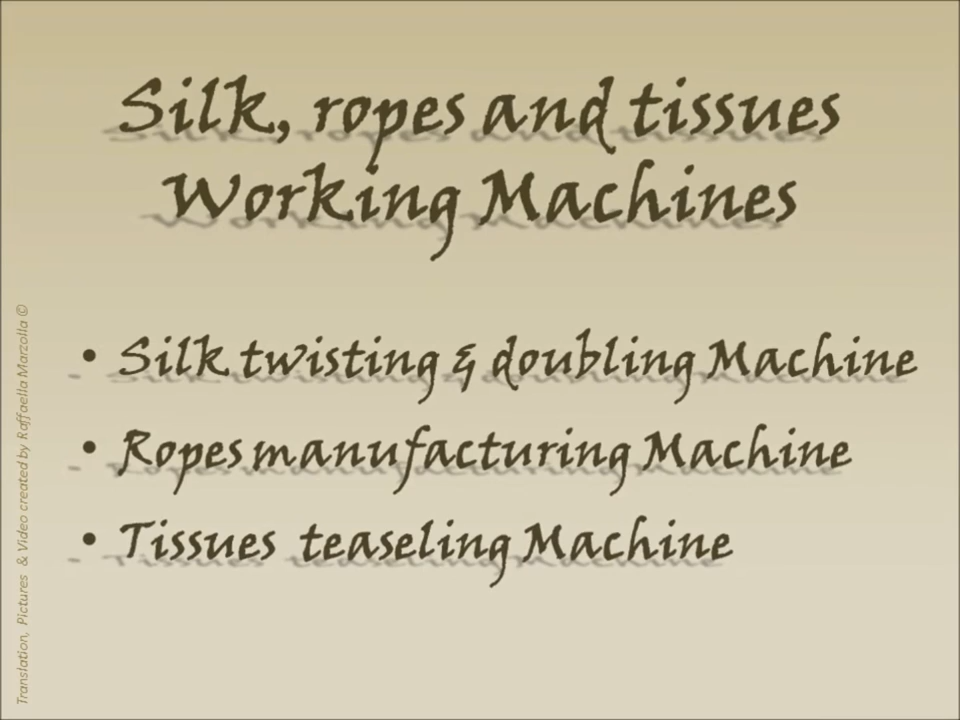 Silk, ropes and tissues
Working Machines
• Silk twisting & doubling Machine
• Ropes manufacturing Machine
• Tissues teaseling Machine
Translation, Pictures & Video created by Raffaella Marzolla ©